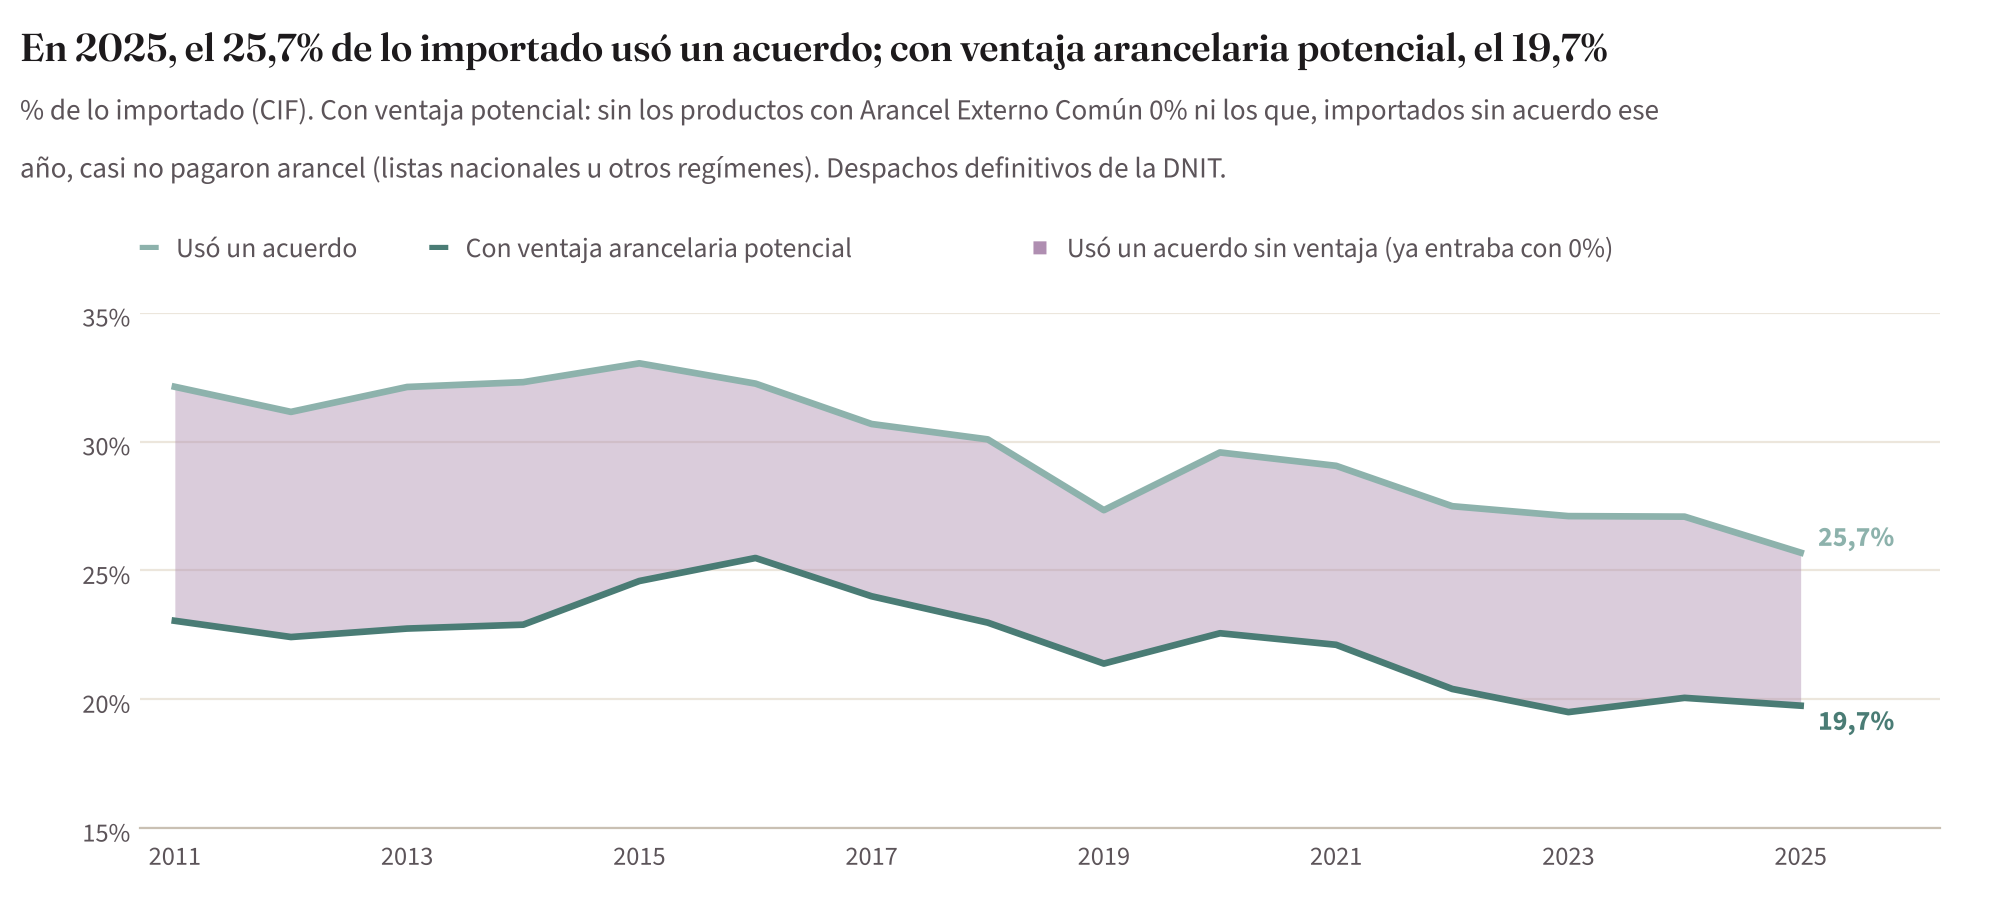 En 2025, el 25,7% de lo importado usó un acuerdo; con ventaja arancelaria potencial, el 19,7%
% de lo importado (CIF). Con ventaja potencial: sin los productos con Arancel Externo Común 0% ni los que, importados sin acuerdo ese
año, casi no pagaron arancel (listas nacionales u otros regímenes). Despachos definitivos de la DNIT.
Usó un acuerdo
Con ventaja arancelaria potencial
Usó un acuerdo sin ventaja (ya entraba con 0%)
35%
30%
25%
20%
15%
25,7%
19,7%
2011
2013
2015
2017
2019
2021
2023
2025